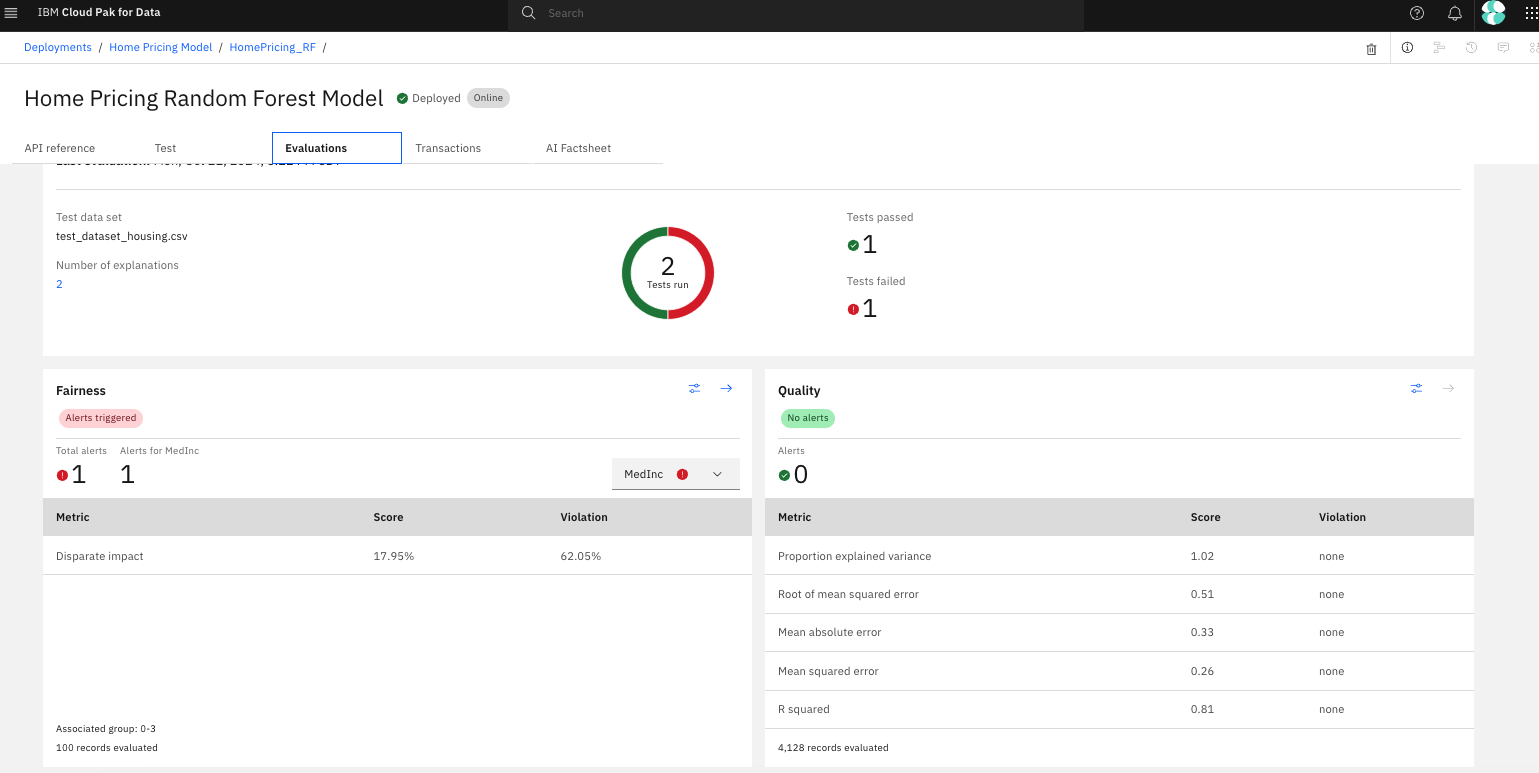 IBM Cloud Pak for Data
Search
Deployments / Home Pricing Model / HomePricing_RF /
Home Pricing Random Forest Model
Deployed
Online
API reference
Test
Evaluations
Transactions
AI Factsheet
Test data set
test_dataset_housing.csv
Number of explanations
2
2
Tests run
Tests passed
1
Tests failed
1
Fairness
Alerts triggered
Total alerts
1
Alerts for MedInc
1
MedInc
Metric Score Violation
Disparate impact 17.95% 62.05%
Associated group: 0-3
100 records evaluated
Quality
No alerts
Alerts
0
Metric Score Violation
Proportion explained variance 1.02 none
Root of mean squared error 0.51 none
Mean absolute error 0.33 none
Mean squared error 0.26 none
R squared 0.81 none
4,128 records evaluated